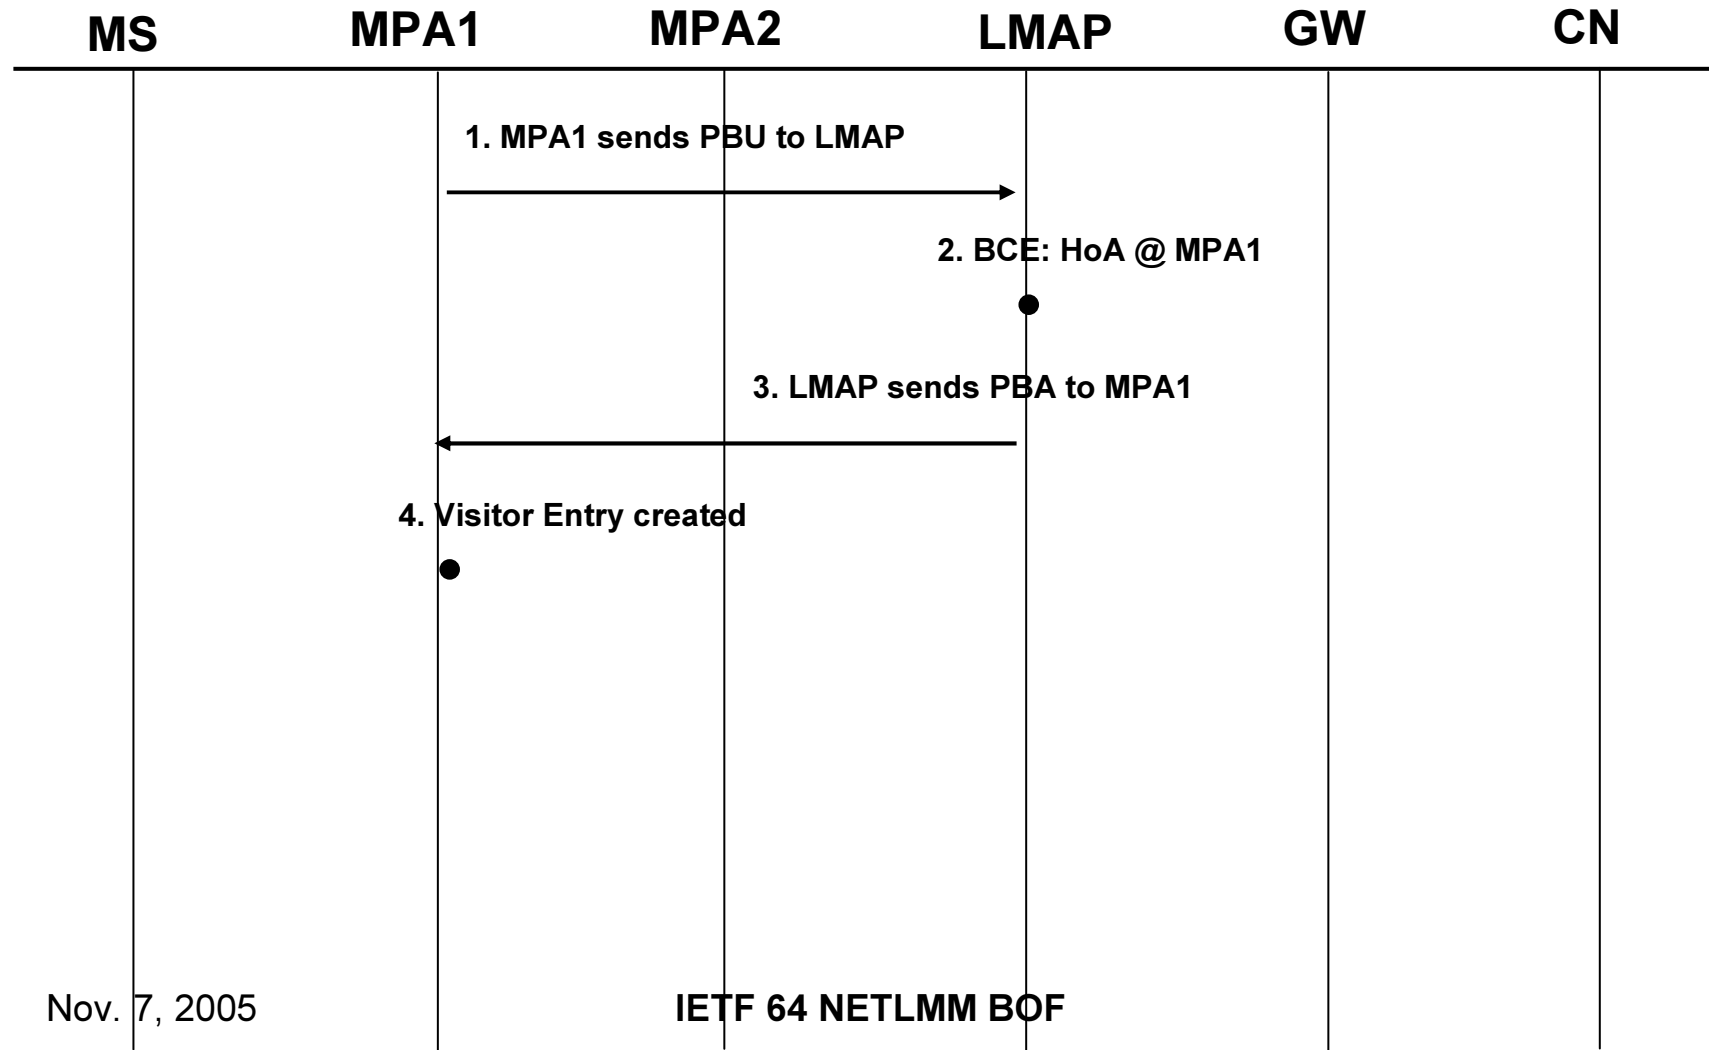 MS MPA1 MPA2 LMAP GW CN
1. MPA1 sends PBU to LMAP
2. BCE: HoA @ MPA1
3. LMAP sends PBA to MPA1
4. Visitor Entry created
Nov. 7, 2005 IETF 64 NETLMM BOF